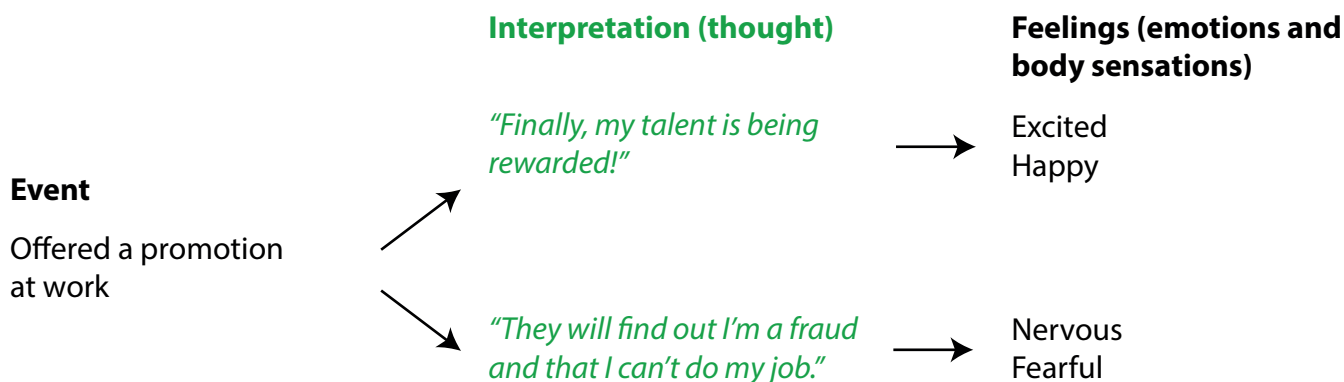 Interpretation (thought)
Feelings (emotions and
body sensations)
“Finally, my talent is being
rewarded!”
Excited
Happy
Event
Offered a promotion
at work
“They will find out I’m a fraud
and that I can’t do my job.”
Nervous
Fearful